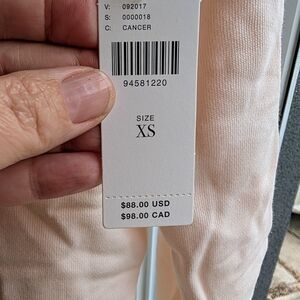 V: 092017
S: 0000018
C: CANCER
94581220
SIZE
XS
$88.00 USD
$98.00 CAD